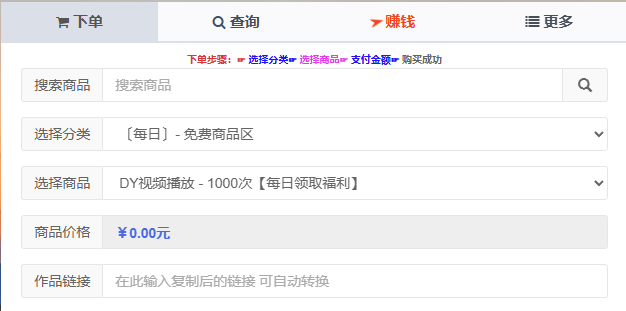 下单 查询 赚钱 更多
下单步骤：☞ 选择分类☞ 选择商品☞ 支付金额☞ 购买成功
搜索商品 搜索商品
选择分类 〔每日〕- 免费商品区
选择商品 DY视频播放 - 1000次【每日领取福利】
商品价格 ￥0.00元
作品链接 在此输入复制后的链接 可自动转换